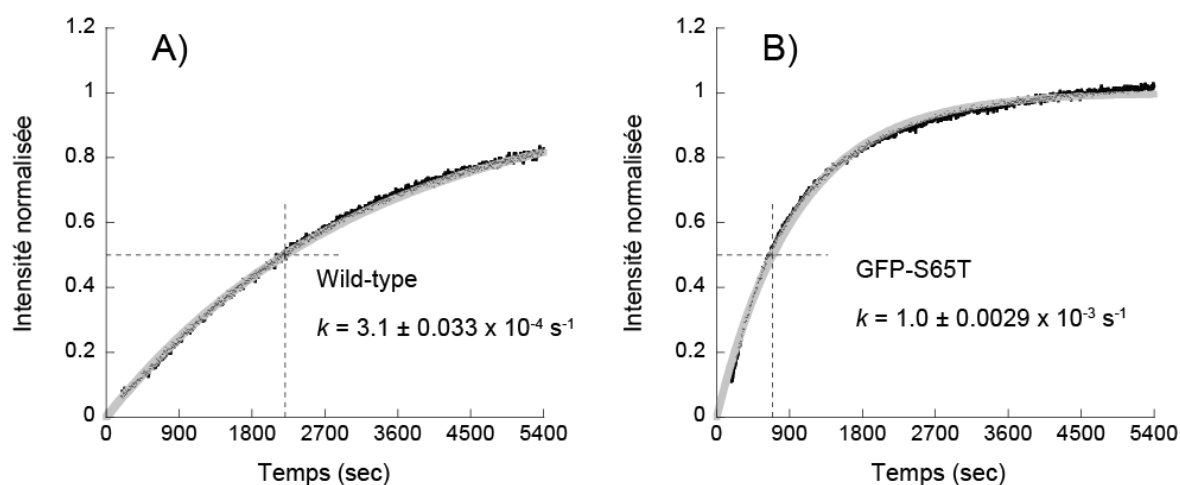 A)
Intensité normalisée
1.2
1
0.8
0.6
0.4
0.2
0
Wild-type
k = 3.1 ± 0.033 x 10⁻⁴ s⁻¹
0 900 1800 2700 3600 4500 5400
Temps (sec)
B)
Intensité normalisée
1.2
1
0.8
0.6
0.4
0.2
0
GFP-S65T
k = 1.0 ± 0.0029 x 10⁻³ s⁻¹
0 900 1800 2700 3600 4500 5400
Temps (sec)